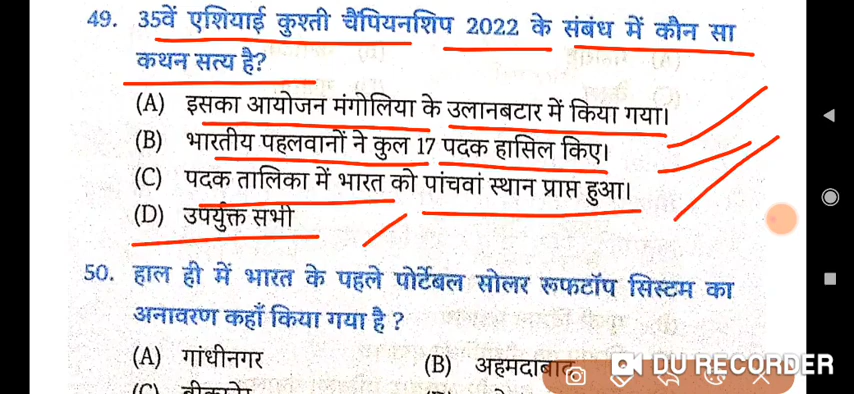 49. 35वें एशियाई कुश्ती चैंपियनशिप 2022 के संबंध में कौन सा
कथन सत्य है?
(A) इसका आयोजन मंगोलिया के उलानबटार में किया गया।
(B) भारतीय पहलवानों ने कुल 17 पदक हासिल किए।
(C) पदक तालिका में भारत को पांचवां स्थान प्राप्त हुआ।
(D) उपर्युक्त सभी
50. हाल ही में भारत के पहले पोर्टेबल सोलर रूफटॉप सिस्टम का
अनावरण कहाँ किया गया है ?
(A) गांधीनगर (B) अहमदाबाद
(C)
DU RECORDER